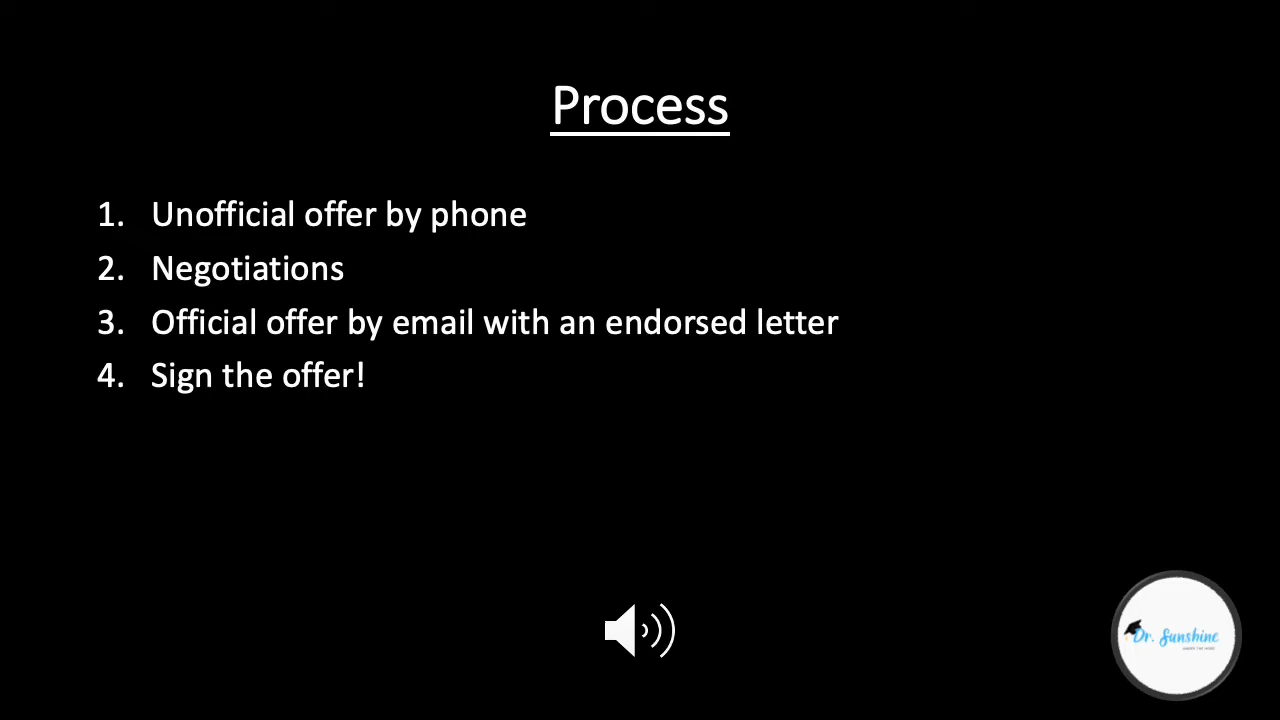 Process
1. Unofficial offer by phone
2. Negotiations
3. Official offer by email with an endorsed letter
4. Sign the offer!
Dr. Sunshine